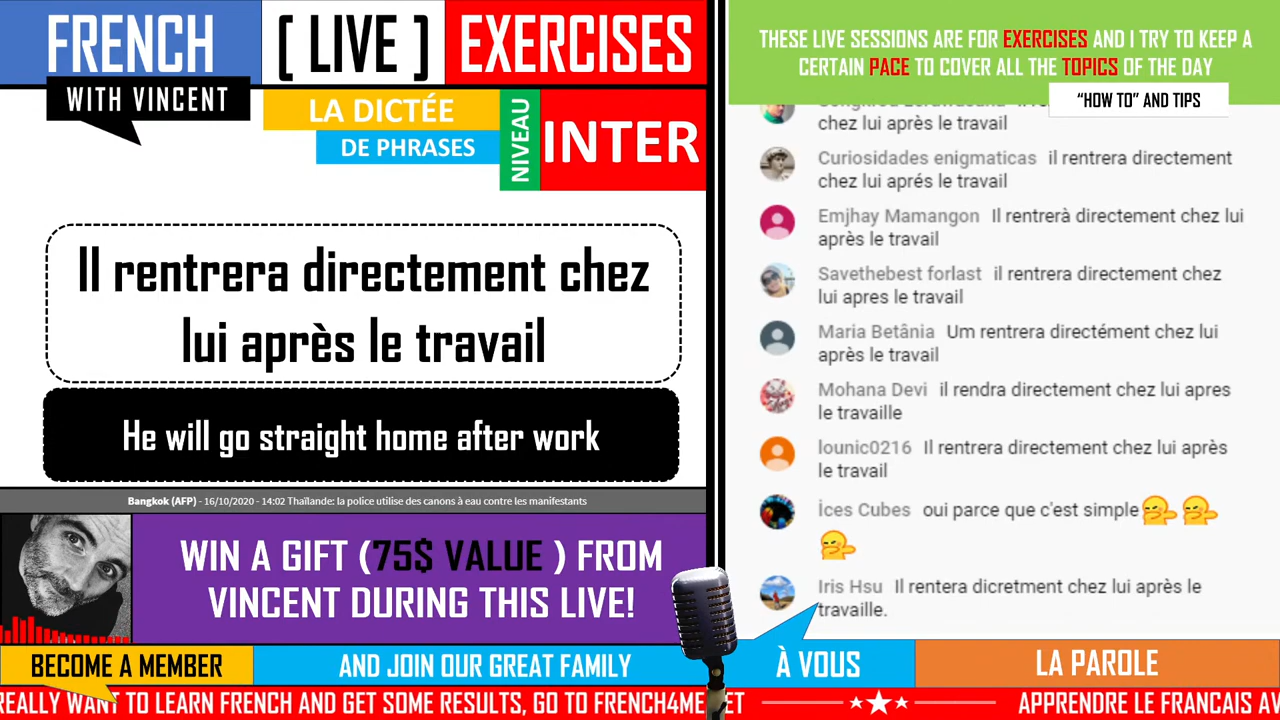 FRENCH
[ LIVE ]
EXERCISES
WITH VINCENT
LA DICTÉE
DE PHRASES
NIVEAU
INTER
Il rentrera directement chez
lui après le travail
He will go straight home after work
Bangkok (AFP) - 16/10/2020 - 14:02 Thaïlande: la police utilise des canons à eau contre les manifestants
WIN A GIFT (75$ VALUE ) FROM
VINCENT DURING THIS LIVE!
BECOME A MEMBER
AND JOIN OUR GREAT FAMILY
THESE LIVE SESSIONS ARE FOR EXERCISES AND I TRY TO KEEP A
CERTAIN PACE TO COVER ALL THE TOPICS OF THE DAY
"HOW TO" AND TIPS
chez lui après le travail
Curiosidades enigmaticas il rentrera directement
chez lui aprés le travail
Emjhay Mamangon Il rentrerà directement chez lui
après le travail
Savethebest forlast il rentrera directement chez
lui apres le travail
Maria Betânia Um rentrera directément chez lui
après le travail
Mohana Devi il rendra directement chez lui apres
le travaille
lounic0216 Il rentrera directement chez lui après
le travail
İces Cubes oui parce que c'est simple
Iris Hsu Il rentera dicretment chez lui après le
travaille.
À VOUS
LA PAROLE
REALLY WANT TO LEARN FRENCH AND GET SOME RESULTS, GO TO
APPRENDRE LE FRANCAIS